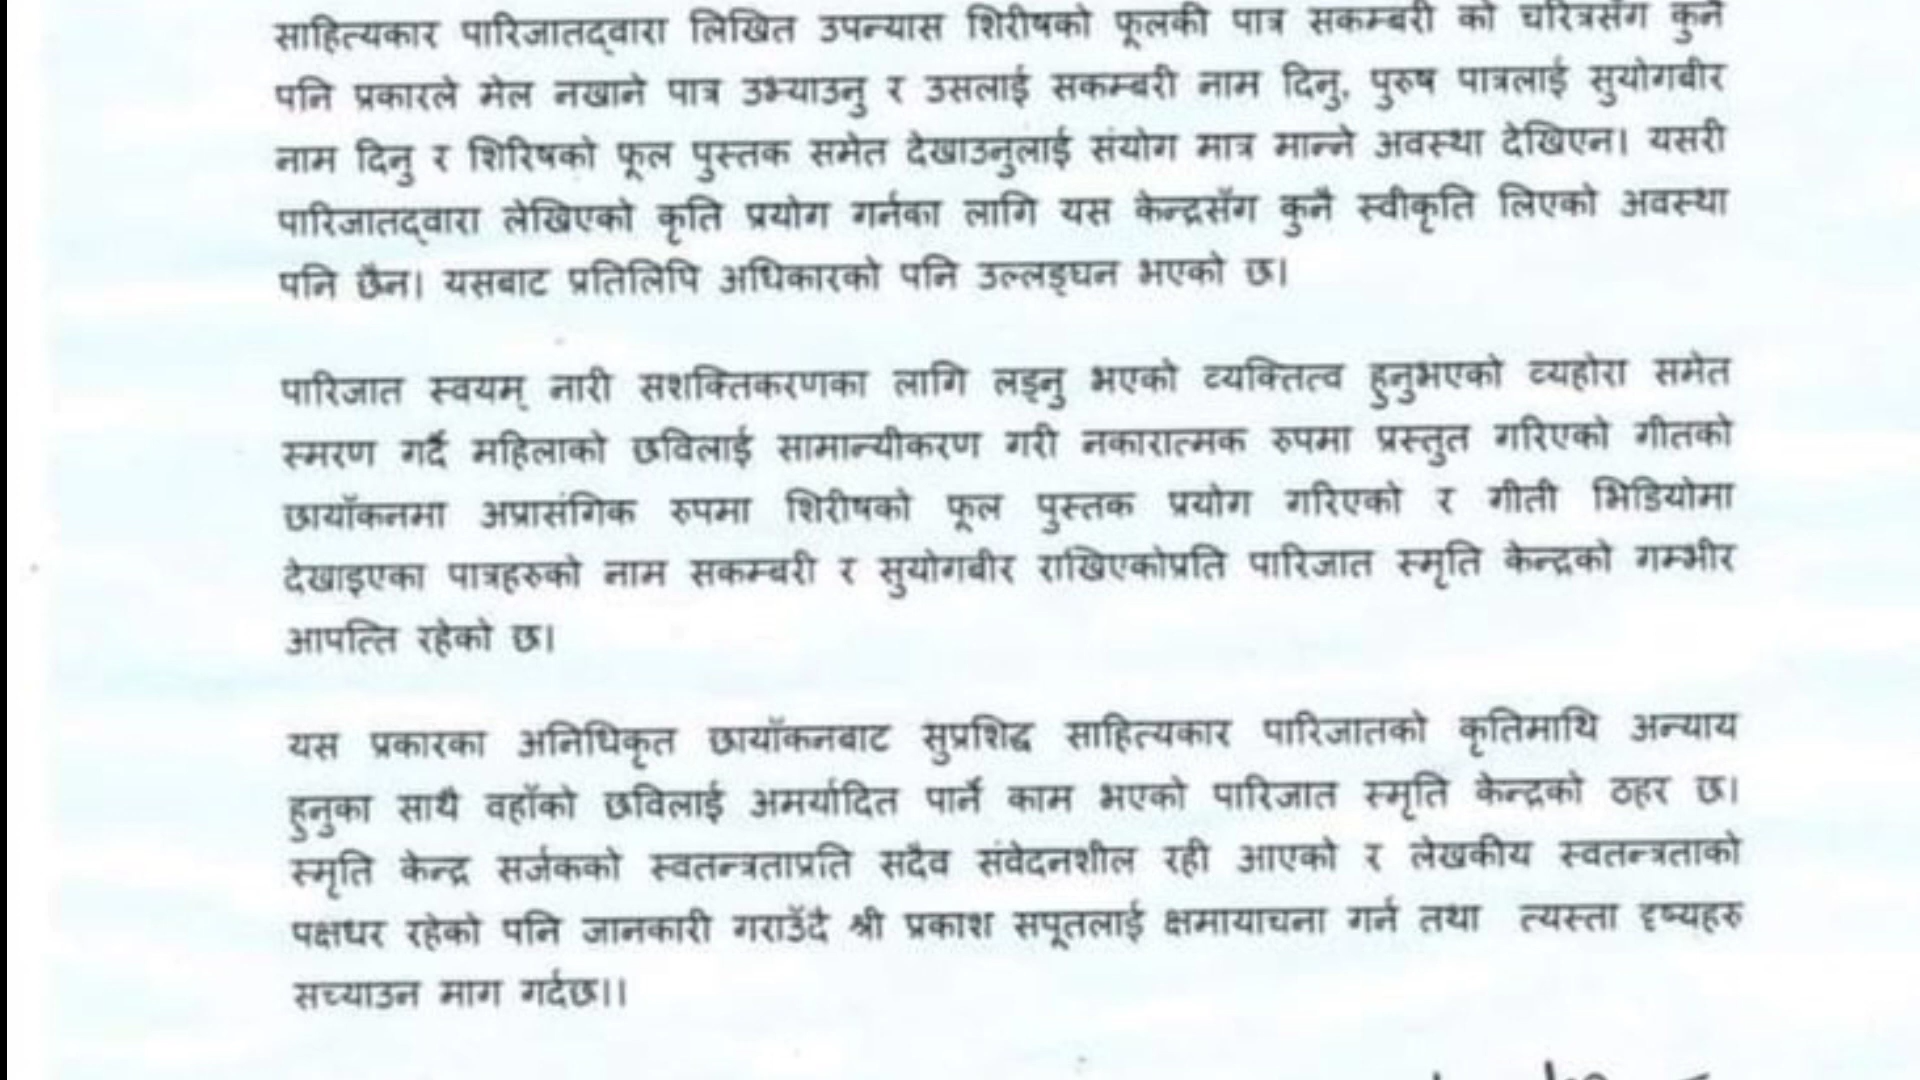 साहित्यकार पारिजातद्वारा लिखित उपन्यास शिरीषको फूलकी पात्र सकम्बरी को चरित्रसँग कुनै
पनि प्रकारले मेल नखाने पात्र उभ्याउनु र उसलाई सकम्बरी नाम दिनु, पुरुष पात्रलाई सुयोगबीर
नाम दिनु र शिरिषको फूल पुस्तक समेत देखाउनुलाई संयोग मात्र मान्ने अवस्था देखिएन। यसरी
पारिजातद्वारा लेखिएको कृति प्रयोग गर्नका लागि यस केन्द्रसँग कुनै स्वीकृति लिएको अवस्था
पनि छैन। यसबाट प्रतिलिपि अधिकारको पनि उल्लङ्घन भएको छ।
पारिजात स्वयम् नारी सशक्तिकरणका लागि लड्नु भएको व्यक्तित्व हुनुभएको व्यहोरा समेत
स्मरण गर्दै महिलाको छविलाई सामान्यीकरण गरी नकारात्मक रुपमा प्रस्तुत गरिएको गीतको
छायाँकनमा अप्रासंगिक रुपमा शिरीषको फूल पुस्तक प्रयोग गरिएको र गीती भिडियोमा
देखाइएका पात्रहरुको नाम सकम्बरी र सुयोगबीर राखिएकोप्रति पारिजात स्मृति केन्द्रको गम्भीर
आपत्ति रहेको छ।
यस प्रकारका अनिधिकृत छायाँकनबाट सुप्रशिद्ध साहित्यकार पारिजातको कृतिमाथि अन्याय
हुनुका साथै वहाँको छविलाई अमर्यादित पार्ने काम भएको पारिजात स्मृति केन्द्रको ठहर छ।
स्मृति केन्द्र सर्जकको स्वतन्त्रताप्रति सदैव संवेदनशील रही आएको र लेखकीय स्वतन्त्रताको
पक्षधर रहेको पनि जानकारी गराउँदै श्री प्रकाश सपूतलाई क्षमायाचना गर्न तथा त्यस्ता दृष्यहरु
सच्याउन माग गर्दछ।।